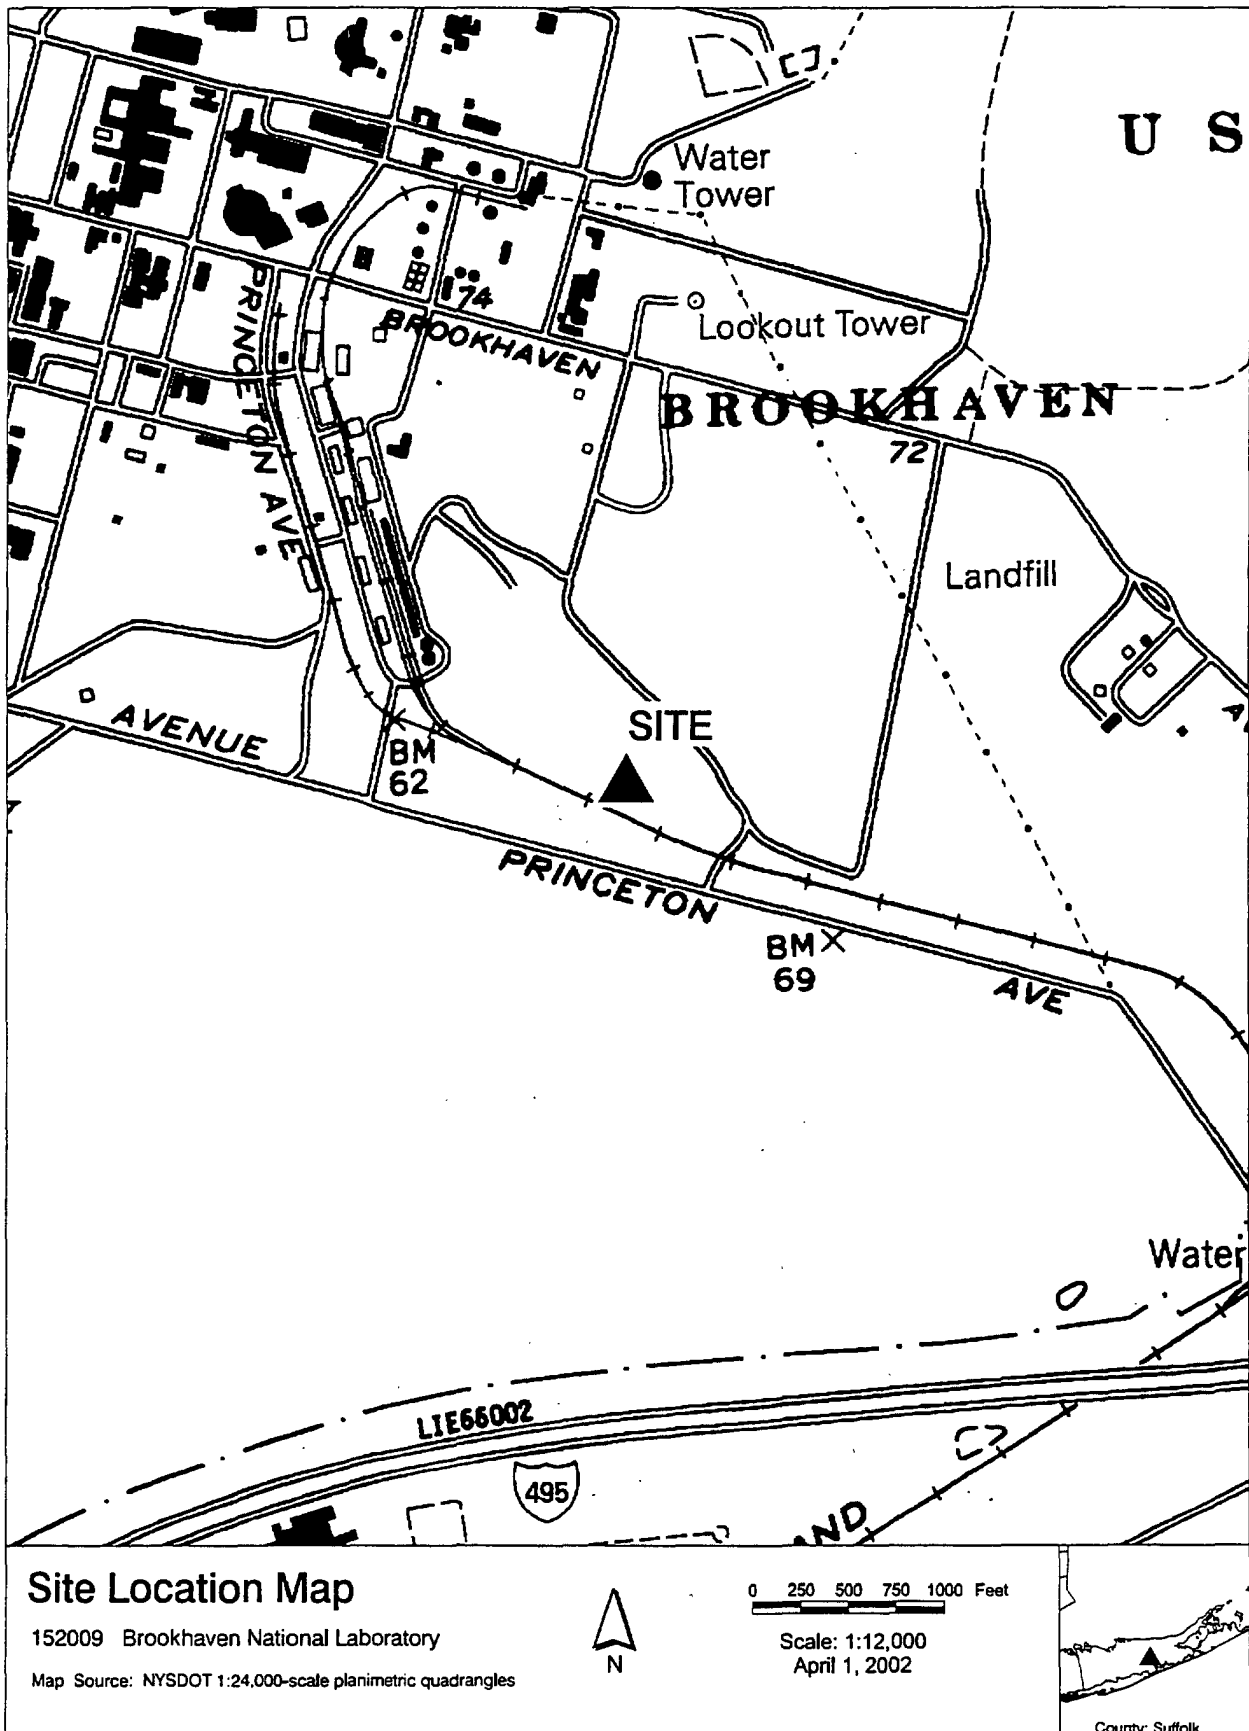 U S
Water
Tower
PRINCETON AVE
74
BROOKHAVEN
Lookout Tower
BROOKHAVEN
72
Landfill
SITE
AVENUE
BM
62
PRINCETON
BM
69
AVE
Water
LIE66002
495
AND
Site Location Map
152009 Brookhaven National Laboratory
Map Source: NYSDOT 1:24,000-scale planimetric quadrangles
N
0 250 500 750 1000 Feet
Scale: 1:12,000
April 1, 2002
County: Suffolk